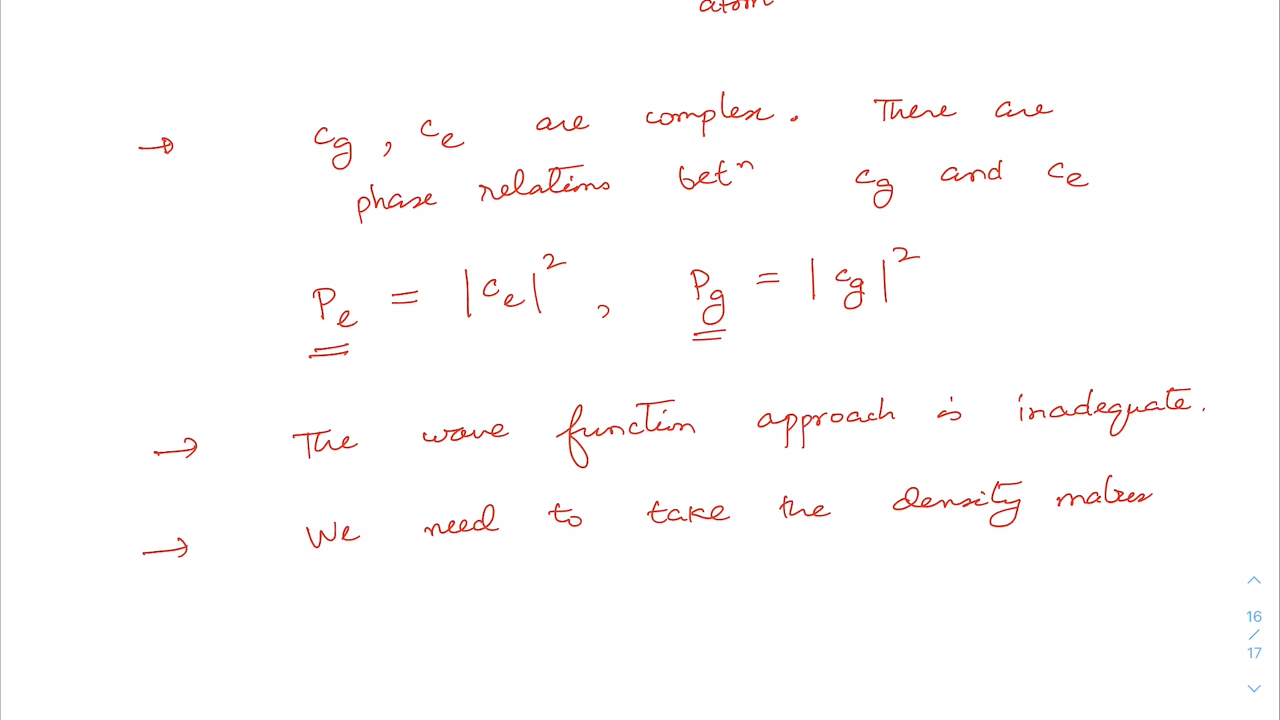 atom
→ cg, ce are complex. There are
phase relations betⁿ cg and ce
Pe = |ce|², Pg = |cg|²
→ The wave function approach is inadequate.
→ We need to take the density matrix
16
/
17